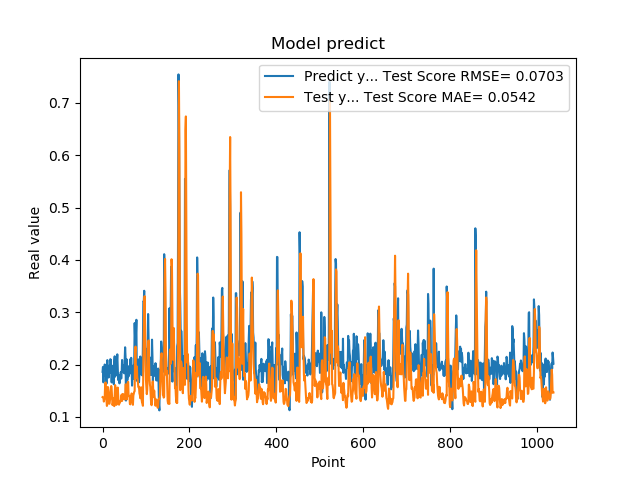 Model predict
Predict y... Test Score RMSE= 0.0703
Test y... Test Score MAE= 0.0542
0.7
0.6
0.5
0.4
0.3
0.2
0.1
Real value
0 200 400 600 800 1000
Point